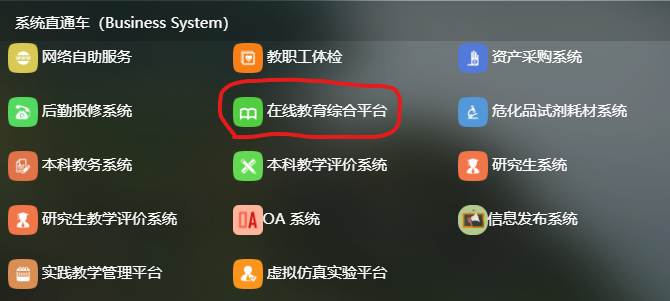 系统直通车（Business System）
网络自助服务
教职工体检
资产采购系统
后勤报修系统
在线教育综合平台
危化品试剂耗材系统
本科教务系统
本科教学评价系统
研究生系统
研究生教学评价系统
OA OA 系统
信息发布系统
实践教学管理平台
虚拟仿真实验平台